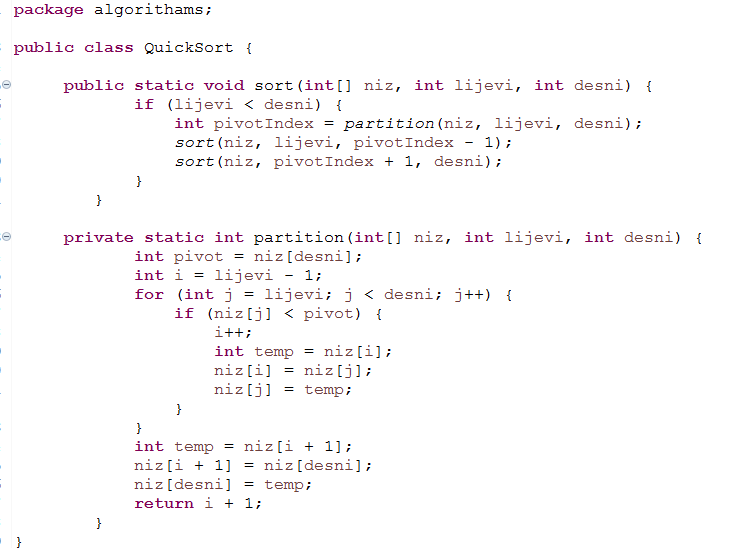 package algorithams;
public class QuickSort {
public static void sort(int[] niz, int lijevi, int desni) {
if (lijevi < desni) {
int pivotIndex = partition(niz, lijevi, desni);
sort(niz, lijevi, pivotIndex - 1);
sort(niz, pivotIndex + 1, desni);
}
}
private static int partition(int[] niz, int lijevi, int desni) {
int pivot = niz[desni];
int i = lijevi - 1;
for (int j = lijevi; j < desni; j++) {
if (niz[j] < pivot) {
i++;
int temp = niz[i];
niz[i] = niz[j];
niz[j] = temp;
}
}
int temp = niz[i + 1];
niz[i + 1] = niz[desni];
niz[desni] = temp;
return i + 1;
}
}